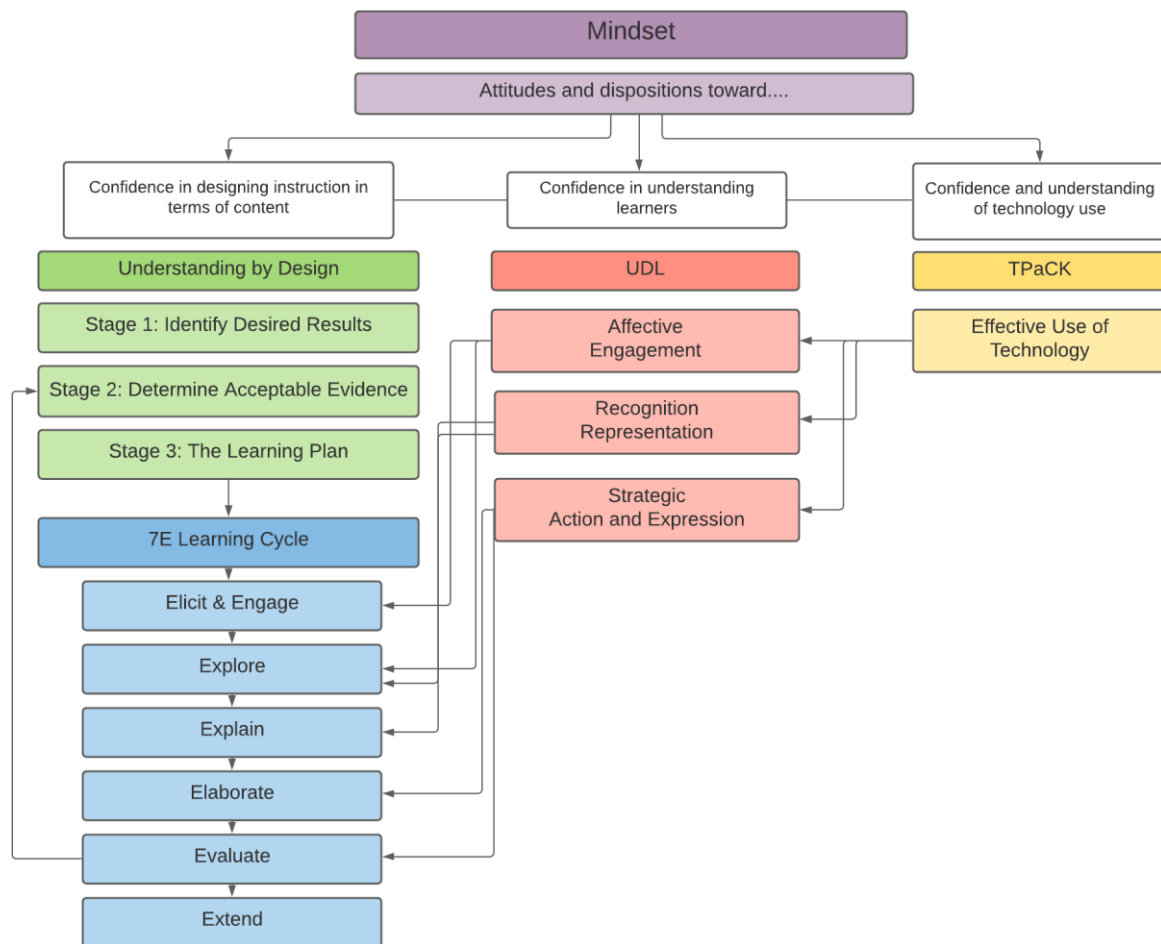 Mindset
Attitudes and dispositions toward....
Confidence in designing instruction in
terms of content
Confidence in understanding
learners
Confidence and understanding
of technology use
Understanding by Design
UDL
TPaCK
Stage 1: Identify Desired Results
Affective
Engagement
Effective Use of
Technology
Stage 2: Determine Acceptable Evidence
Recognition
Representation
Stage 3: The Learning Plan
Strategic
Action and Expression
7E Learning Cycle
Elicit & Engage
Explore
Explain
Elaborate
Evaluate
Extend